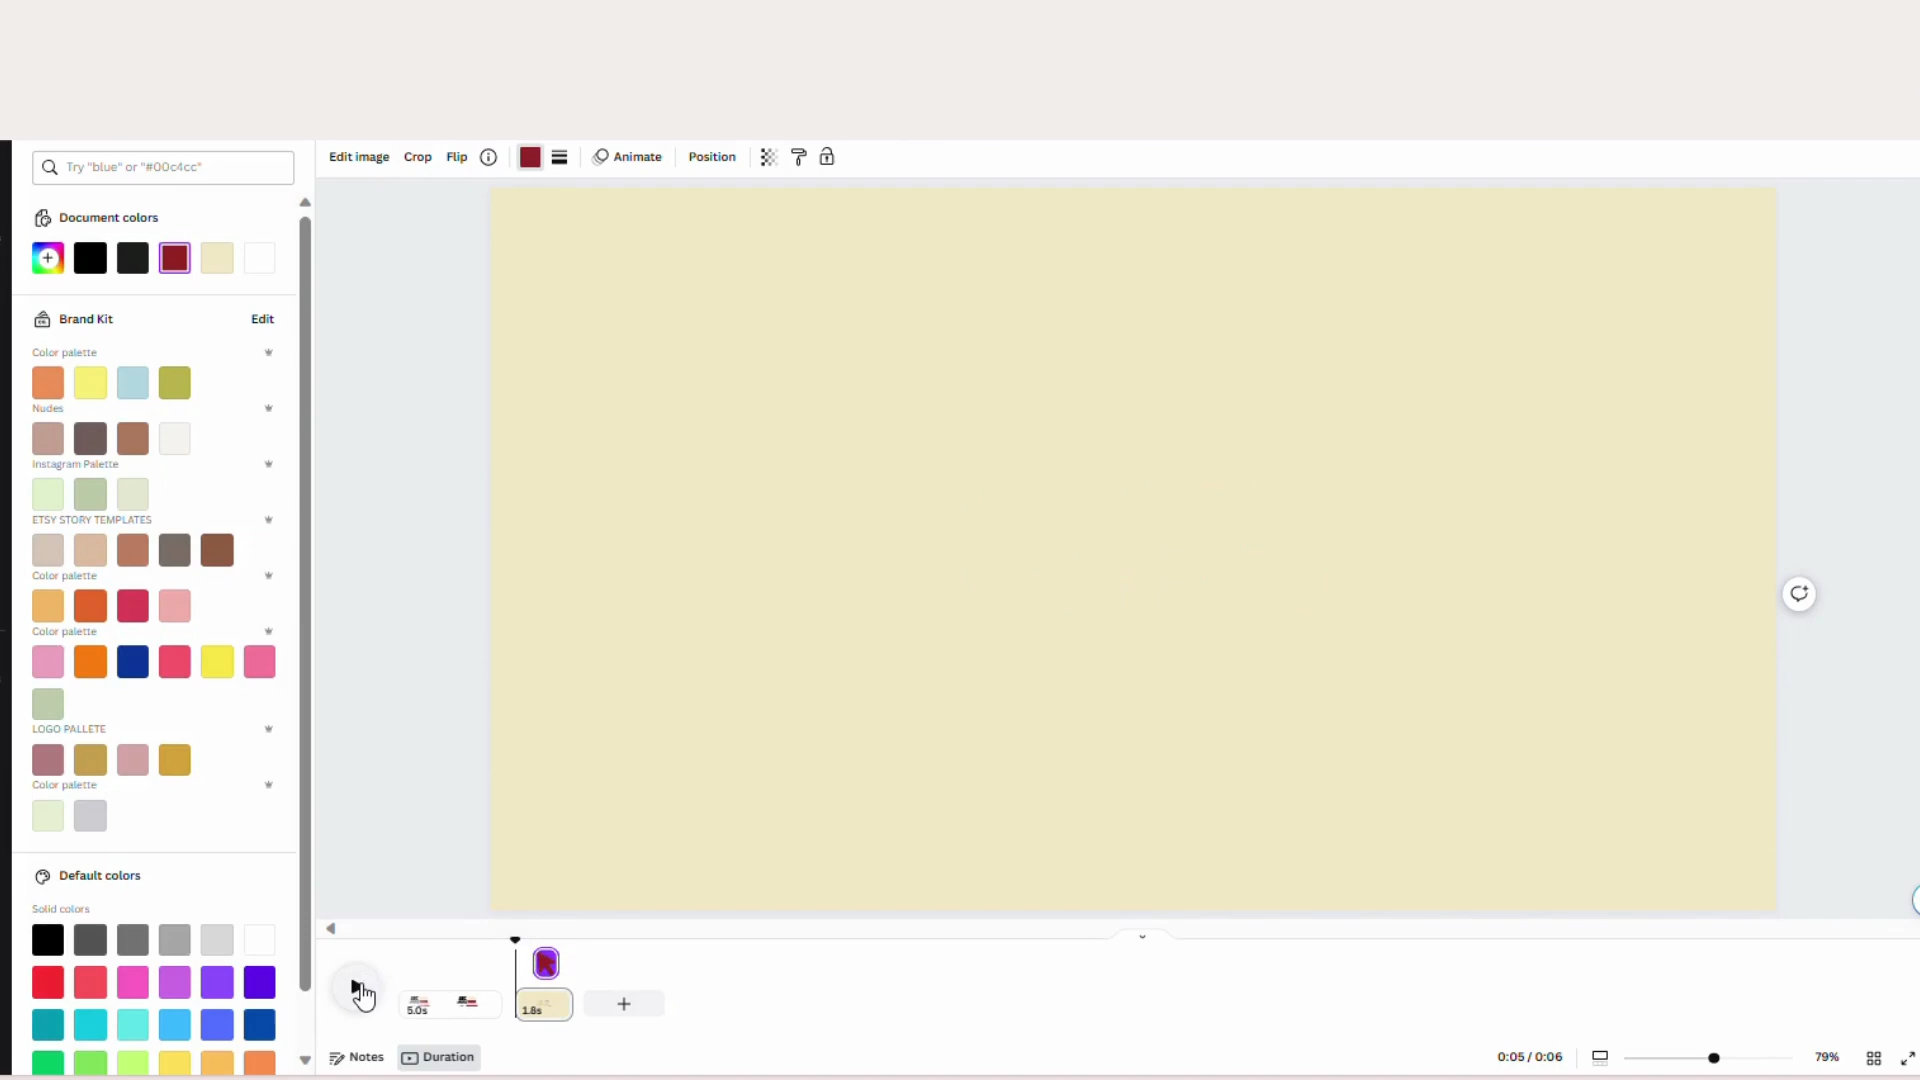 Try "blue" or "#00c4cc"
Edit image Crop Flip Animate Position
Document colors
Brand Kit Edit
Color palette
Nudes
Instagram Palette
ETSY STORY TEMPLATES
Color palette
Color palette
LOGO PALLETE
Color palette
Default colors
Solid colors
5.0s
1.8s
Notes Duration
0:05 / 0:06
79%